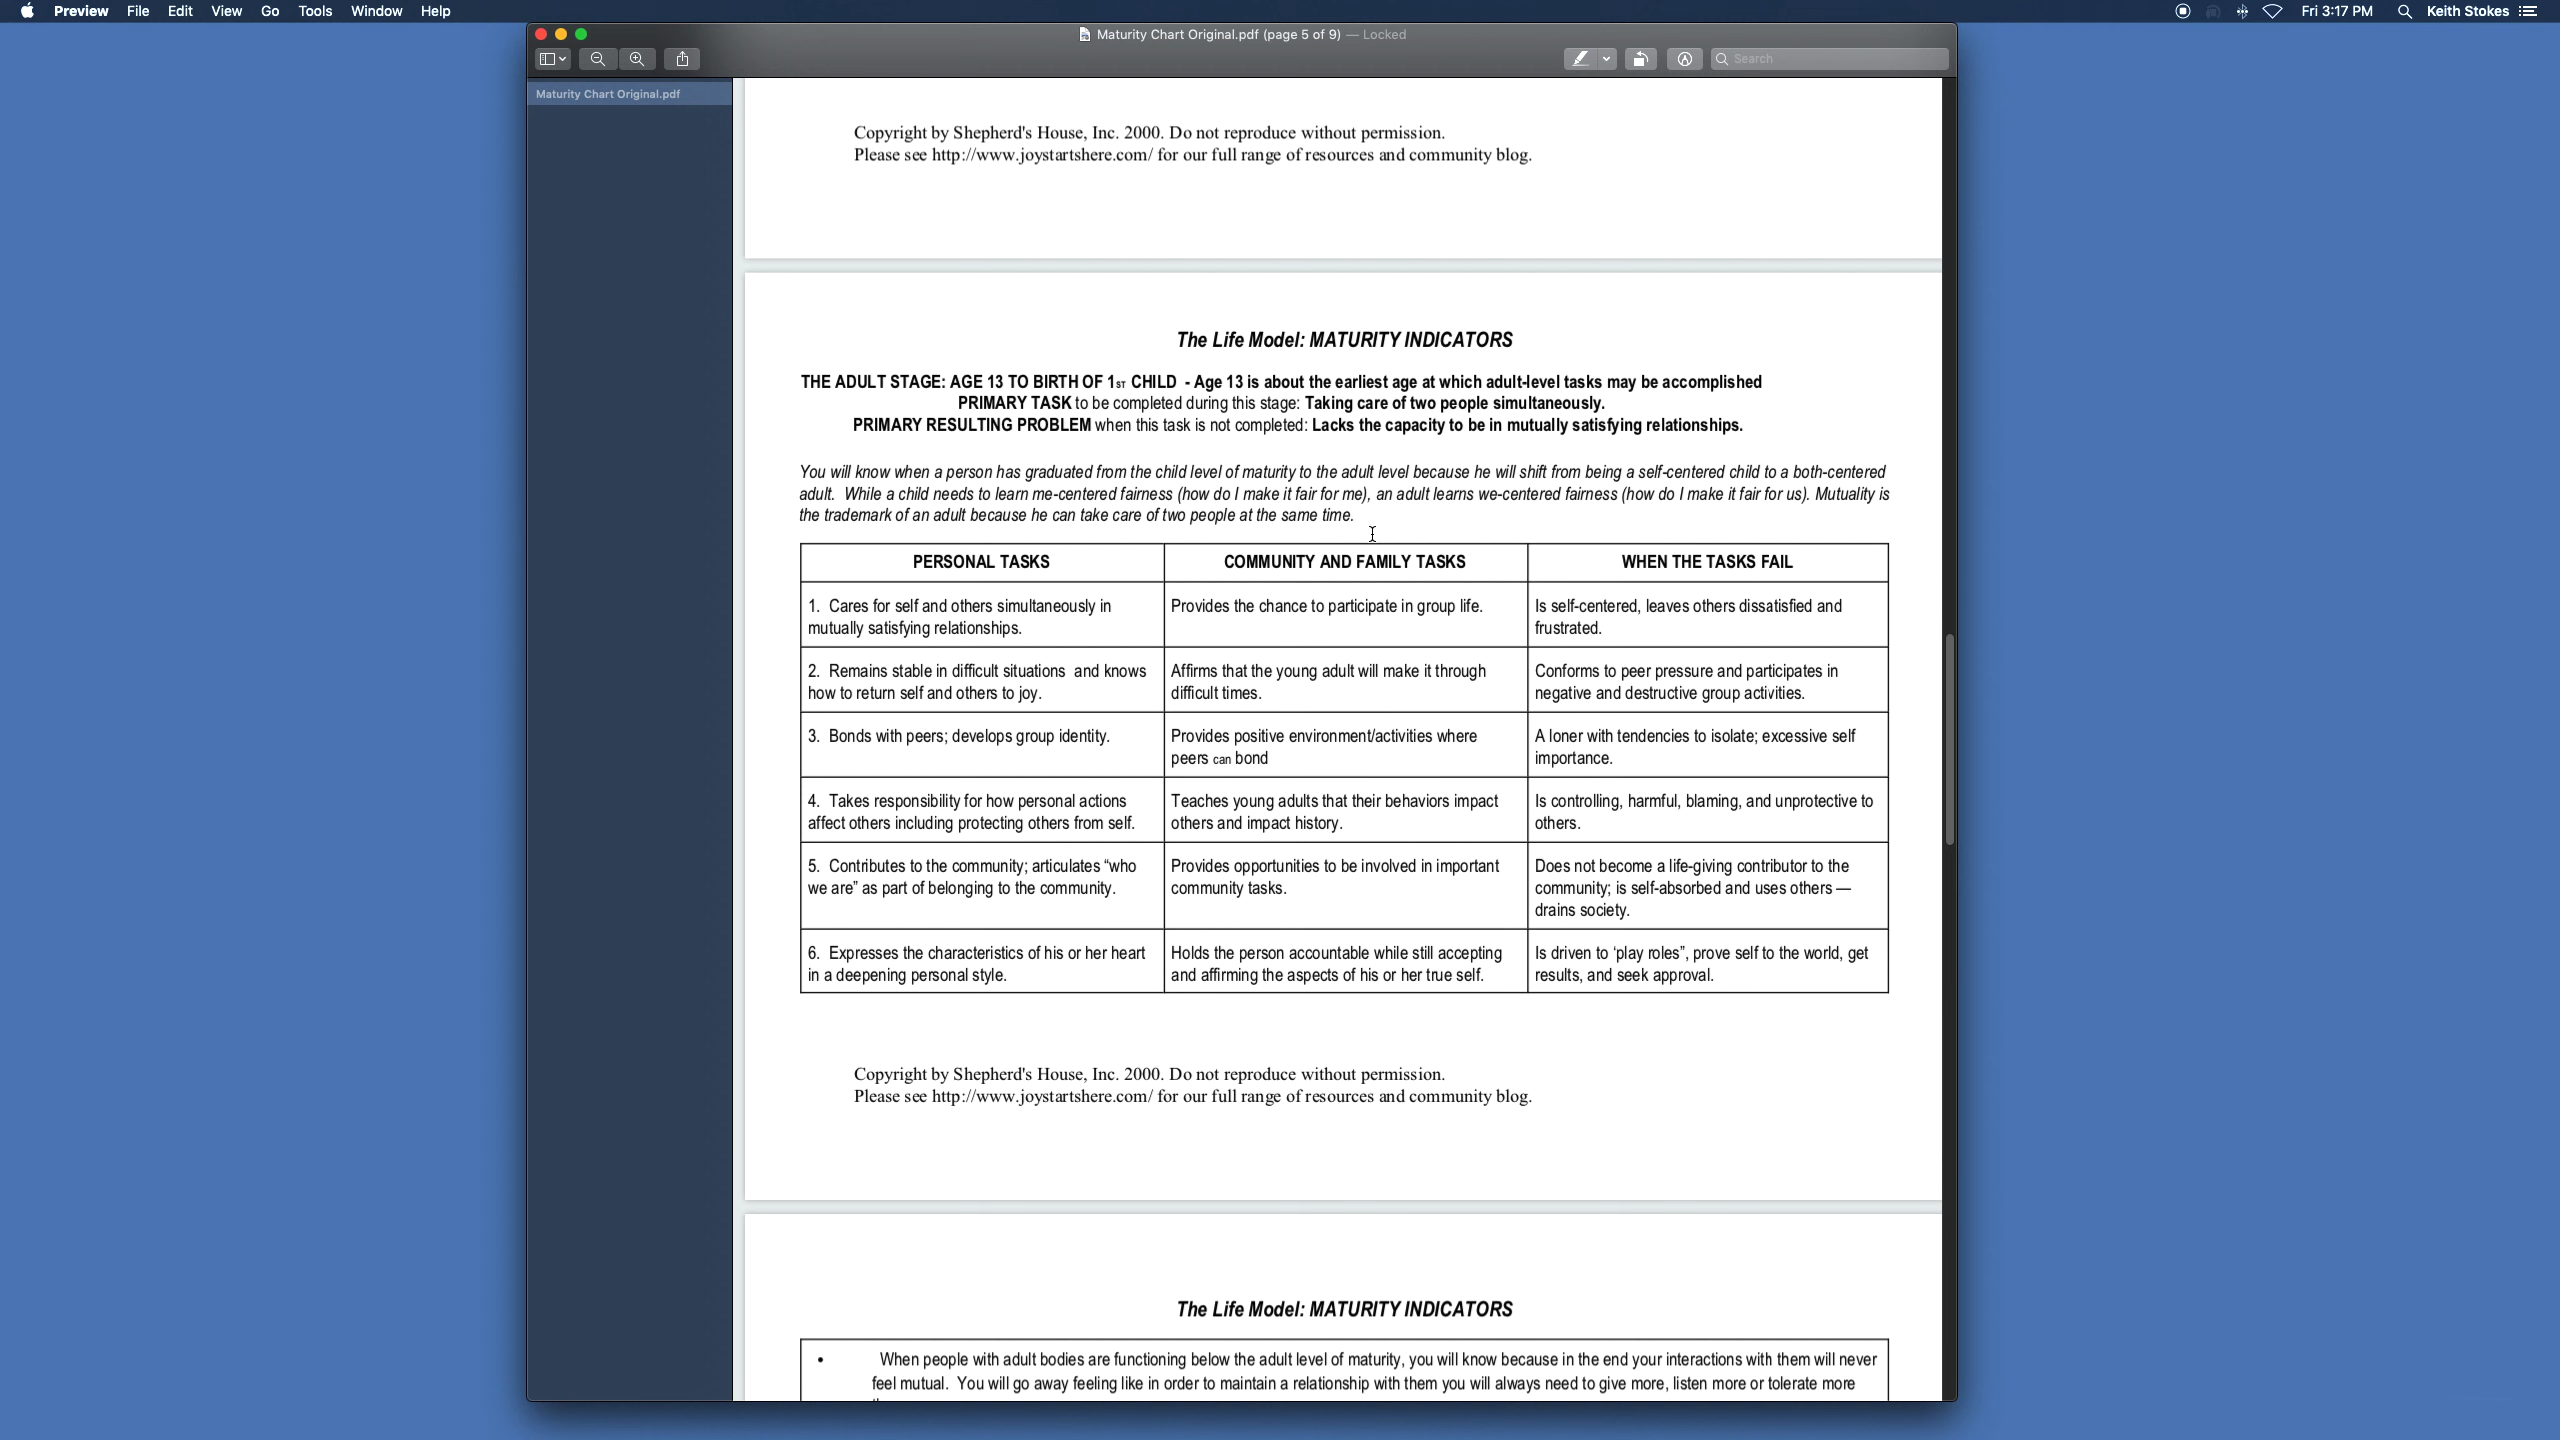 Preview File Edit View Go Tools Window Help
Fri 3:17 PM Keith Stokes
Maturity Chart Original.pdf (page 5 of 9) — Locked
Search
Maturity Chart Original.pdf
Copyright by Shepherd's House, Inc. 2000. Do not reproduce without permission.
Please see http://www.joystartshere.com/ for our full range of resources and community blog.
The Life Model: MATURITY INDICATORS
THE ADULT STAGE: AGE 13 TO BIRTH OF 1ST CHILD - Age 13 is about the earliest age at which adult-level tasks may be accomplished
PRIMARY TASK to be completed during this stage: Taking care of two people simultaneously.
PRIMARY RESULTING PROBLEM when this task is not completed: Lacks the capacity to be in mutually satisfying relationships.
You will know when a person has graduated from the child level of maturity to the adult level because he will shift from being a self-centered child to a both-centered
adult. While a child needs to learn me-centered fairness (how do I make it fair for me), an adult learns we-centered fairness (how do I make it fair for us). Mutuality is
the trademark of an adult because he can take care of two people at the same time.
PERSONAL TASKS
COMMUNITY AND FAMILY TASKS
WHEN THE TASKS FAIL
1. Cares for self and others simultaneously in
mutually satisfying relationships.
Provides the chance to participate in group life.
Is self-centered, leaves others dissatisfied and
frustrated.
2. Remains stable in difficult situations and knows
how to return self and others to joy.
Affirms that the young adult will make it through
difficult times.
Conforms to peer pressure and participates in
negative and destructive group activities.
3. Bonds with peers; develops group identity.
Provides positive environment/activities where
peers can bond
A loner with tendencies to isolate; excessive self
importance.
4. Takes responsibility for how personal actions
affect others including protecting others from self.
Teaches young adults that their behaviors impact
others and impact history.
Is controlling, harmful, blaming, and unprotective to
others.
5. Contributes to the community; articulates “who
we are” as part of belonging to the community.
Provides opportunities to be involved in important
community tasks.
Does not become a life-giving contributor to the
community; is self-absorbed and uses others —
drains society.
6. Expresses the characteristics of his or her heart
in a deepening personal style.
Holds the person accountable while still accepting
and affirming the aspects of his or her true self.
Is driven to ‘play roles”, prove self to the world, get
results, and seek approval.
Copyright by Shepherd's House, Inc. 2000. Do not reproduce without permission.
Please see http://www.joystartshere.com/ for our full range of resources and community blog.
The Life Model: MATURITY INDICATORS
• When people with adult bodies are functioning below the adult level of maturity, you will know because in the end your interactions with them will never
feel mutual. You will go away feeling like in order to maintain a relationship with them you will always need to give more, listen more or tolerate more